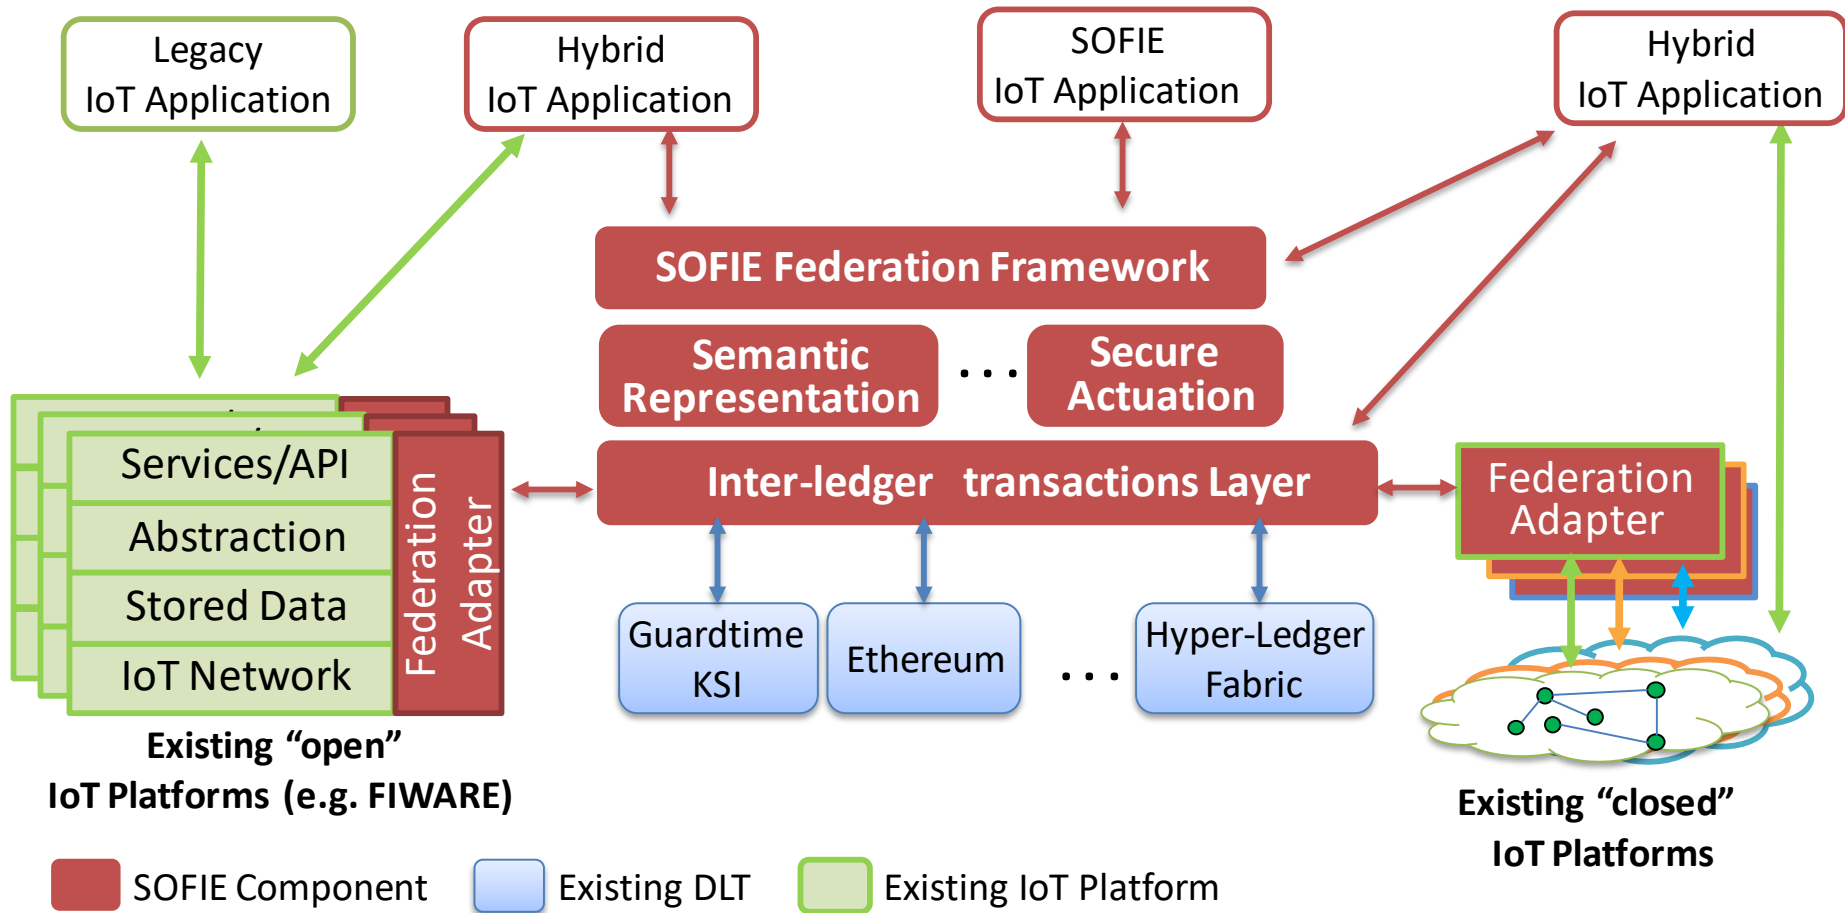 Legacy
IoT Application
Hybrid
IoT Application
SOFIE
IoT Application
Hybrid
IoT Application
SOFIE Federation Framework
Semantic
Representation
...
Secure
Actuation
Services/API
Abstraction
Stored Data
IoT Network
Federation
Adapter
Inter-ledger transactions Layer
Federation
Adapter
Guardtime
KSI
Ethereum
...
Hyper-Ledger
Fabric
Existing “open”
IoT Platforms (e.g. FIWARE)
Existing “closed”
IoT Platforms
SOFIE Component
Existing DLT
Existing IoT Platform